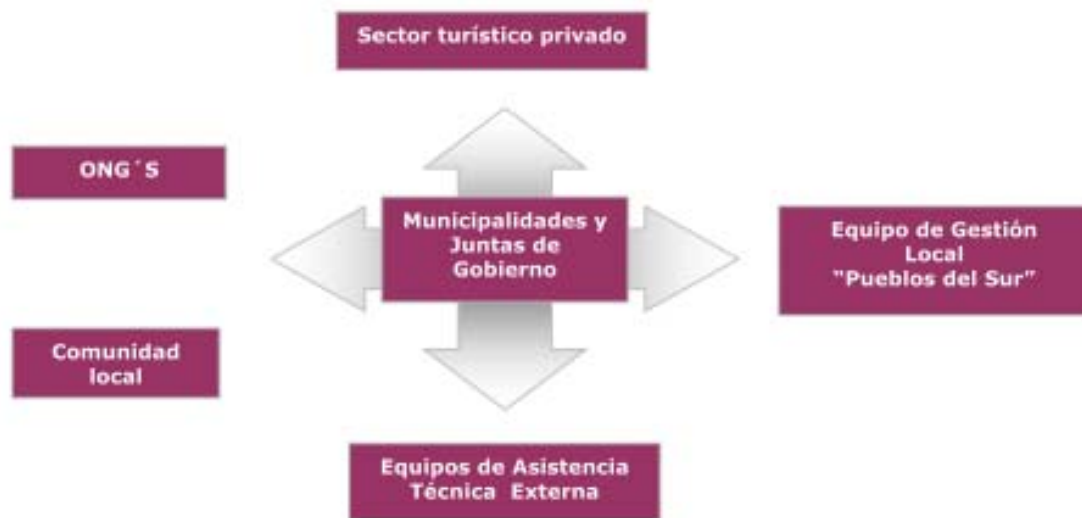 Sector turístico privado
ONG´S
Municipalidades y
Juntas de
Gobierno
Equipo de Gestión
Local
"Pueblos del Sur"
Comunidad
local
Equipos de Asistencia
Técnica Externa